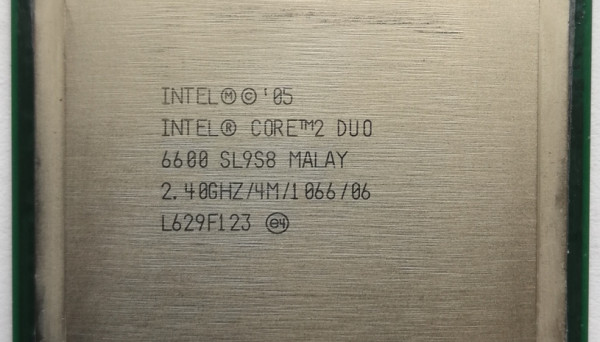 INTEL Ⓜ © '05
INTEL® CORE™2 DUO
6600 SL9S8 MALAY
2.40GHZ/4M/1066/06
L629F123 e4